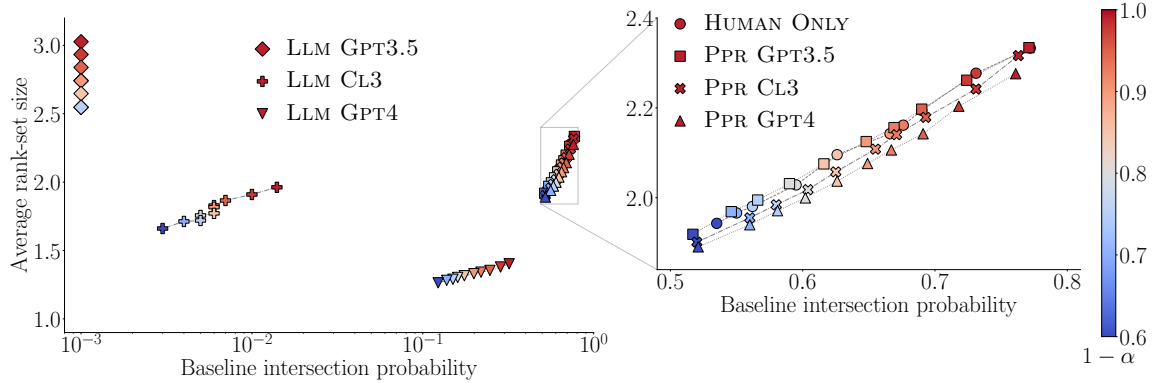 3.0
2.5
2.0
1.5
1.0
Average rank-set size
10⁻³
10⁻²
10⁻¹
10⁰
Baseline intersection probability
LLM GPT3.5
LLM CL3
LLM GPT4
2.4
2.2
2.0
0.5
0.6
0.7
0.8
Baseline intersection probability
HUMAN ONLY
PPR GPT3.5
PPR CL3
PPR GPT4
1.0
0.9
0.8
0.7
0.6
1 − α